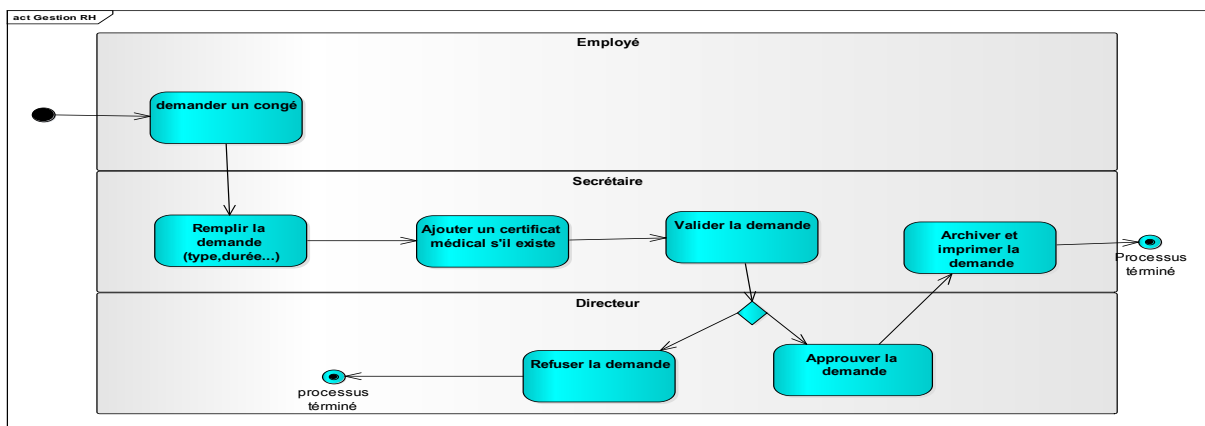 act Gestion RH
Employé
demander un congé
Secrétaire
Remplir la
demande
(type,durée...)
Ajouter un certificat
médical s'il existe
Valider la demande
Archiver et
imprimer la
demande
Processus
términé
Directeur
Refuser la demande
Approuver la
demande
processus
términé